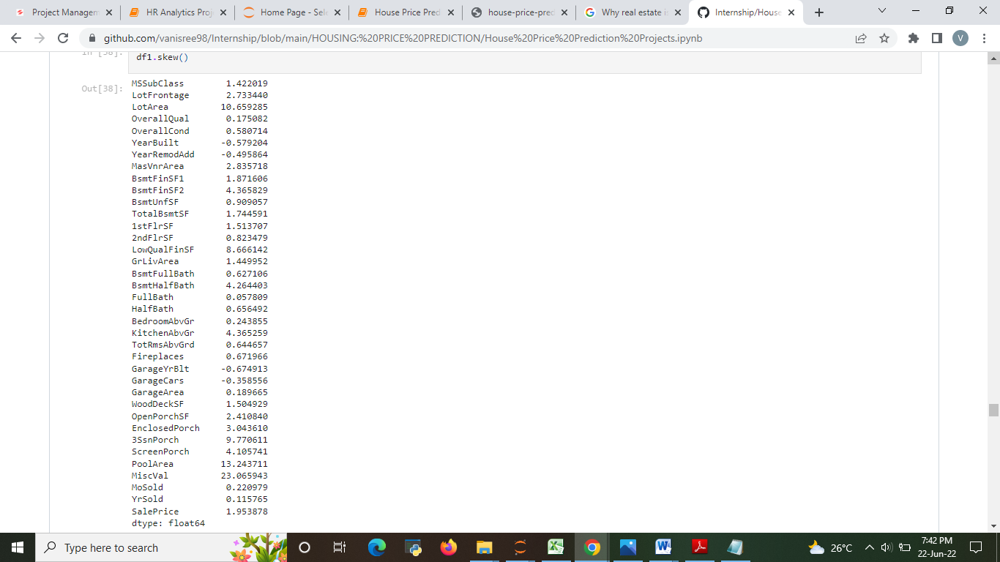 Project Managem
HR Analytics Proj
Home Page - Sele
House Price Pred
house-price-pred
Why real estate is
Internship/House
github.com/vanisree98/Internship/blob/main/HOUSING:%20PRICE%20PREDICTION/House%20Price%20Prediction%20Projects.ipynb
V
In [38]:
df1.skew()
Out[38]:
MSSubClass 1.422019
LotFrontage 2.733440
LotArea 10.659285
OverallQual 0.175082
OverallCond 0.580714
YearBuilt -0.579204
YearRemodAdd -0.495864
MasVnrArea 2.835718
BsmtFinSF1 1.871606
BsmtFinSF2 4.365829
BsmtUnfSF 0.909057
TotalBsmtSF 1.744591
1stFlrSF 1.513707
2ndFlrSF 0.823479
LowQualFinSF 8.666142
GrLivArea 1.449952
BsmtFullBath 0.627106
BsmtHalfBath 4.264403
FullBath 0.057809
HalfBath 0.656492
BedroomAbvGr 0.243855
KitchenAbvGr 4.365259
TotRmsAbvGrd 0.644657
Fireplaces 0.671966
GarageYrBlt -0.674913
GarageCars -0.358556
GarageArea 0.189665
WoodDeckSF 1.504929
OpenPorchSF 2.410840
EnclosedPorch 3.043610
3SsnPorch 9.770611
ScreenPorch 4.105741
PoolArea 13.243711
MiscVal 23.065943
MoSold 0.220979
YrSold 0.115765
SalePrice 1.953878
dtype: float64
Type here to search
26°C
7:42 PM
22-Jun-22